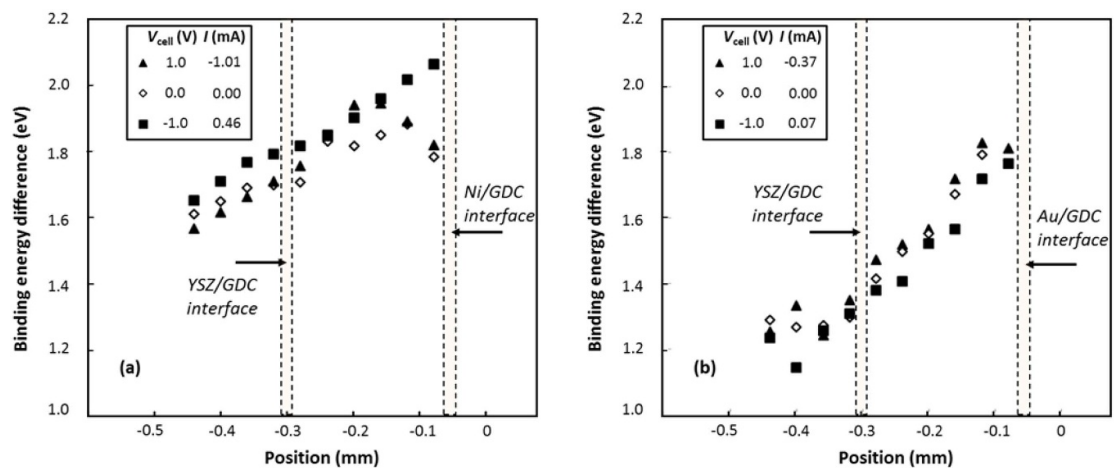 2.2
2.0
1.8
1.6
1.4
1.2
1.0
Binding energy difference (eV)
Vcell (V) I (mA)
1.0 -1.01
0.0 0.00
-1.0 0.46
Ni/GDC
interface
YSZ/GDC
interface
(a)
-0.5 -0.4 -0.3 -0.2 -0.1 0
Position (mm)
2.2
2.0
1.8
1.6
1.4
1.2
1.0
Binding energy difference (eV)
Vcell (V) I (mA)
1.0 -0.37
0.0 0.00
-1.0 0.07
YSZ/GDC
interface
Au/GDC
interface
(b)
-0.5 -0.4 -0.3 -0.2 -0.1 0
Position (mm)